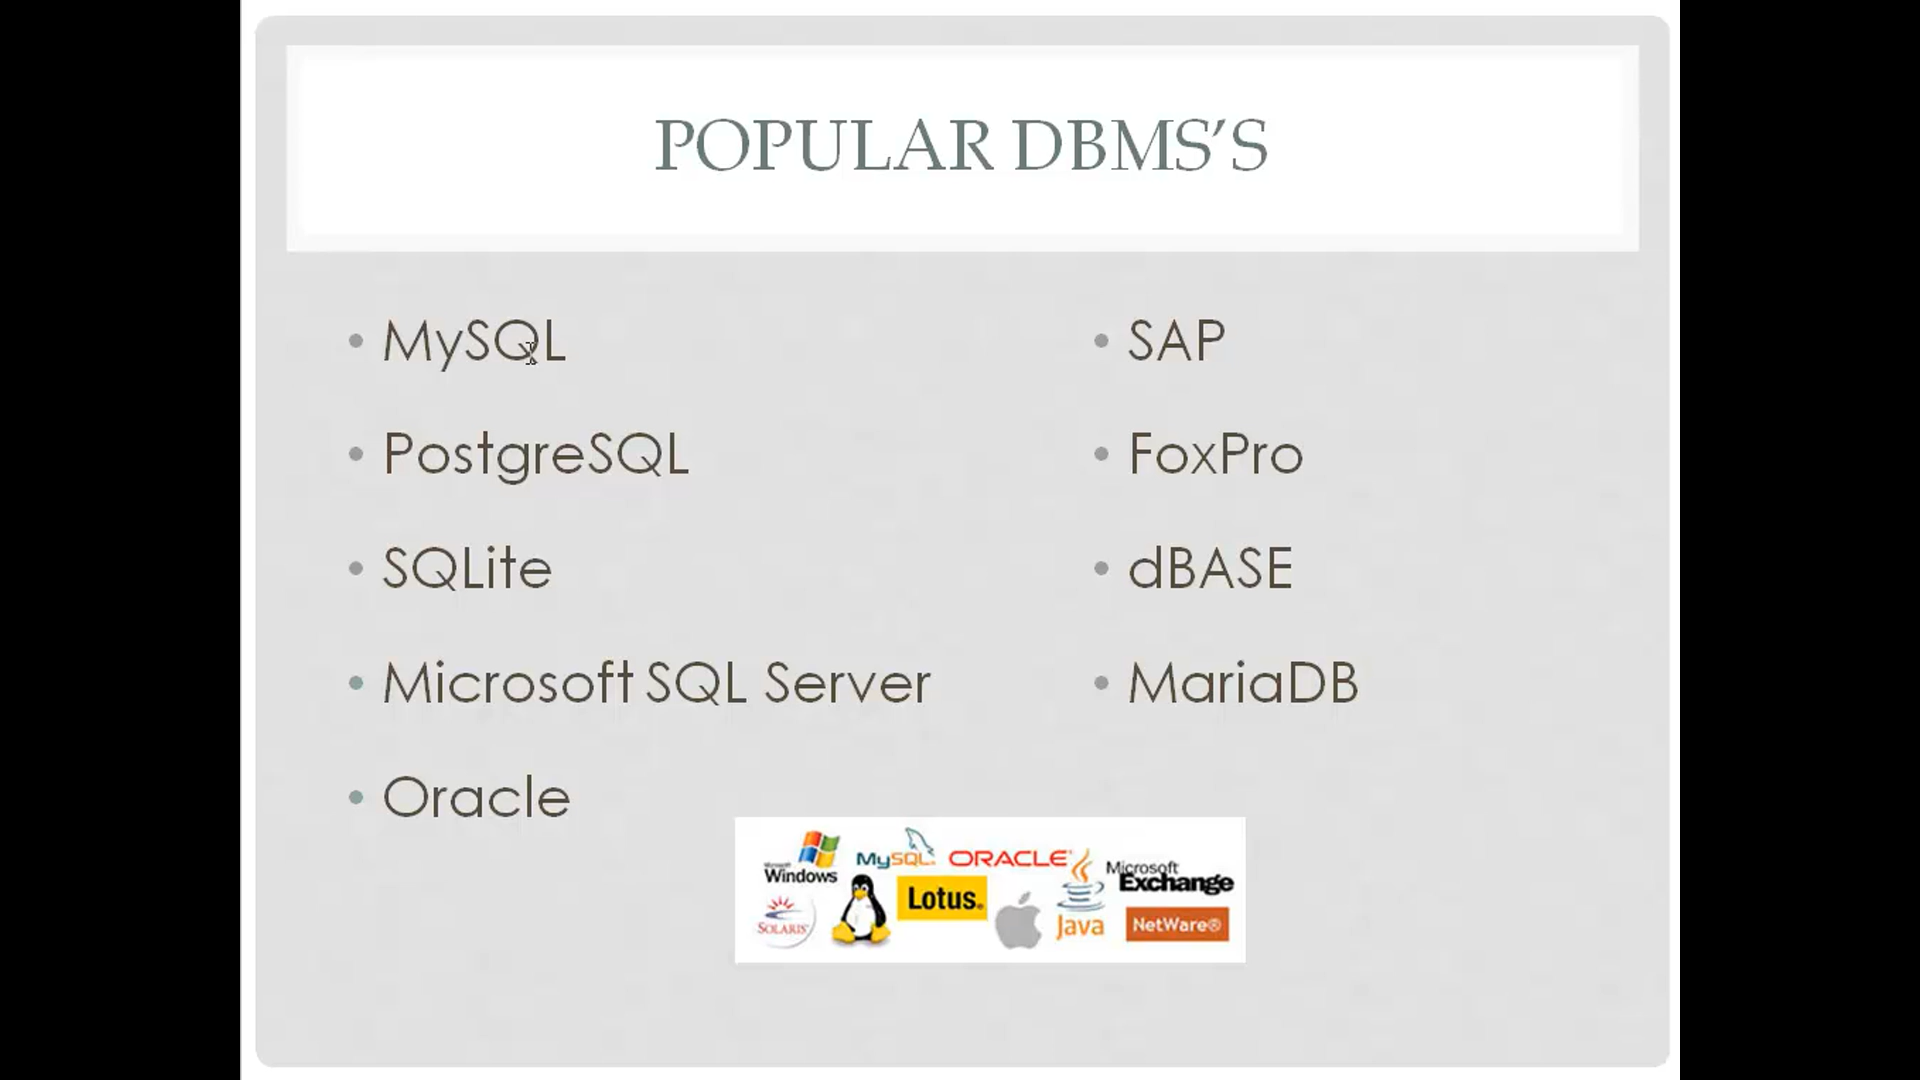 POPULAR DBMS’S
• MySQL
• PostgreSQL
• SQLite
• Microsoft SQL Server
• Oracle
• SAP
• FoxPro
• dBASE
• MariaDB
Microsoft
Windows
MySQL
ORACLE
Microsoft
Exchange
SOLARIS
Lotus.
Java
NetWare®